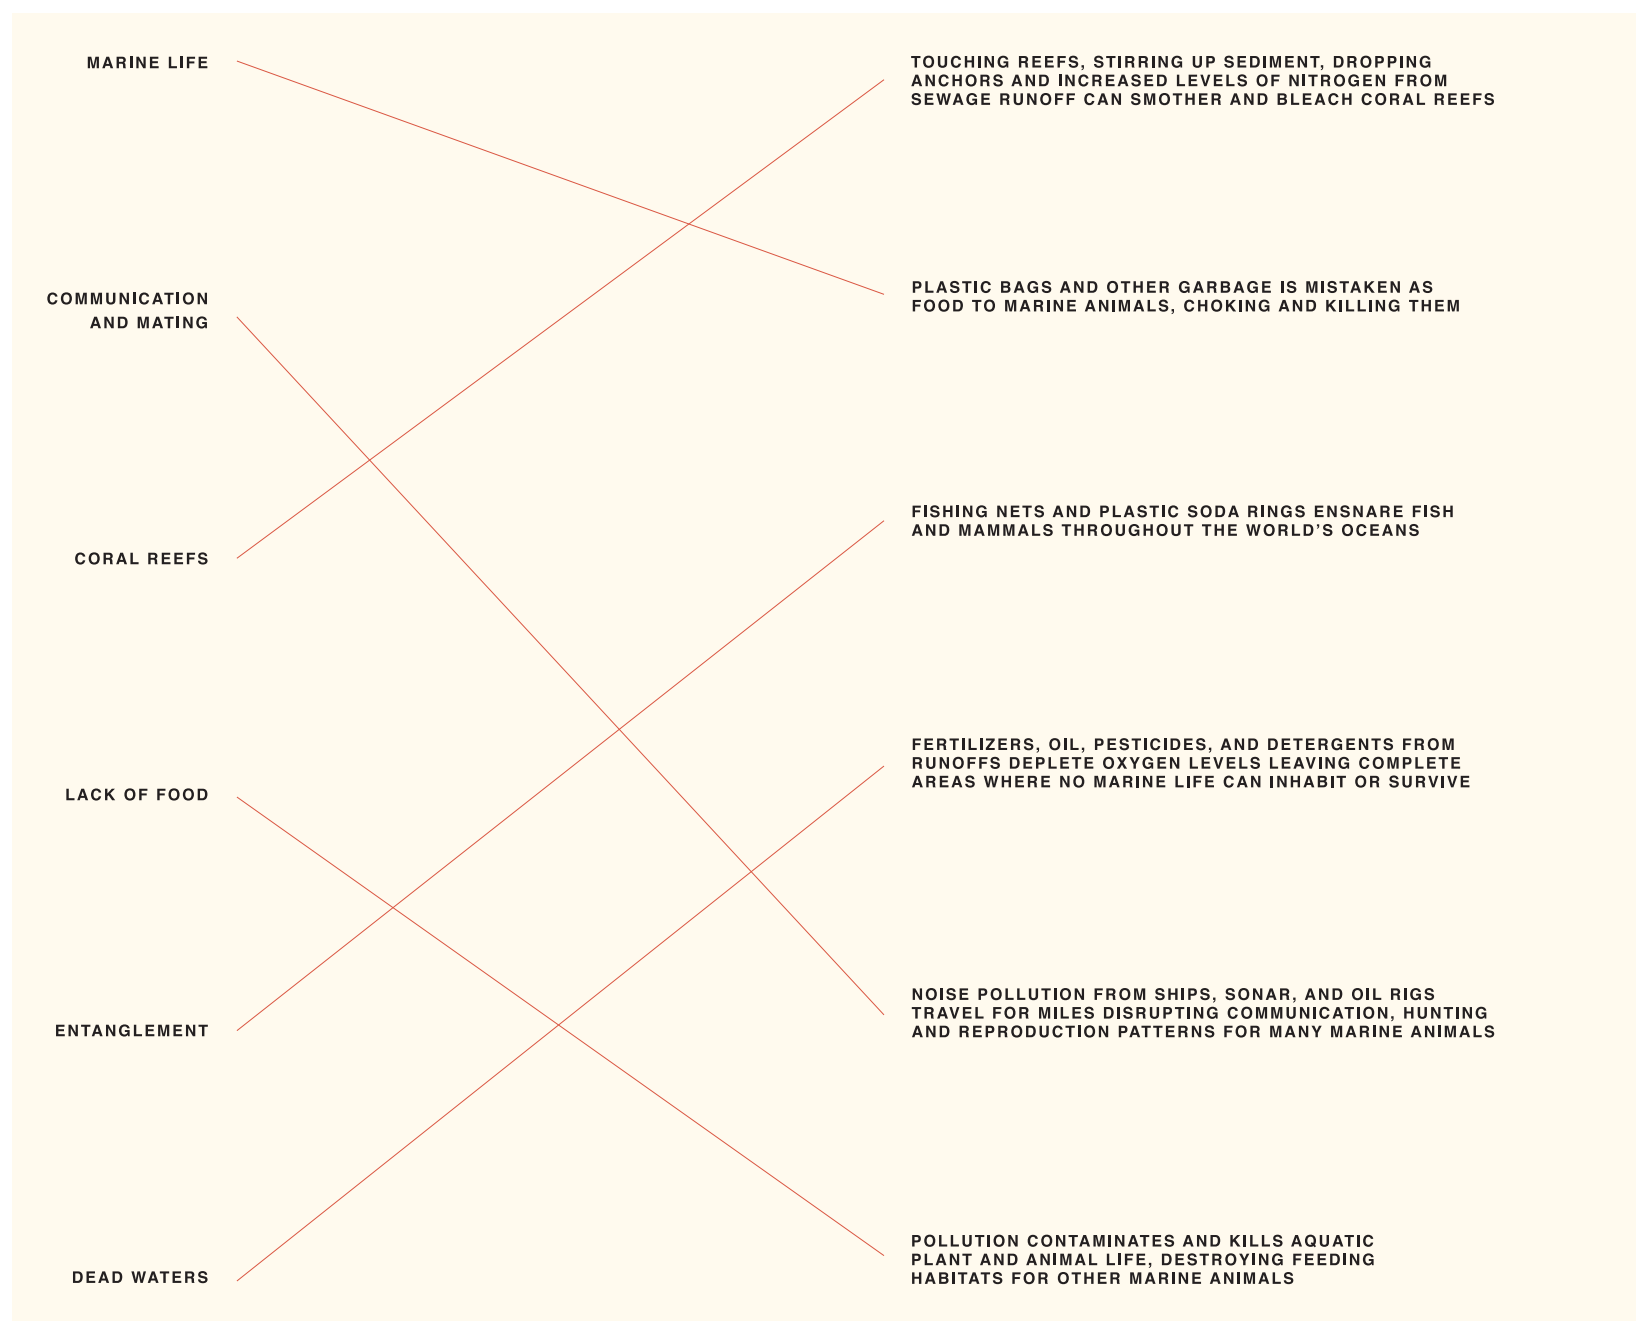 MARINE LIFE
TOUCHING REEFS, STIRRING UP SEDIMENT, DROPPING
ANCHORS AND INCREASED LEVELS OF NITROGEN FROM
SEWAGE RUNOFF CAN SMOTHER AND BLEACH CORAL REEFS
COMMUNICATION
AND MATING
PLASTIC BAGS AND OTHER GARBAGE IS MISTAKEN AS
FOOD TO MARINE ANIMALS, CHOKING AND KILLING THEM
CORAL REEFS
FISHING NETS AND PLASTIC SODA RINGS ENSNARE FISH
AND MAMMALS THROUGHOUT THE WORLD’S OCEANS
LACK OF FOOD
FERTILIZERS, OIL, PESTICIDES, AND DETERGENTS FROM
RUNOFFS DEPLETE OXYGEN LEVELS LEAVING COMPLETE
AREAS WHERE NO MARINE LIFE CAN INHABIT OR SURVIVE
ENTANGLEMENT
NOISE POLLUTION FROM SHIPS, SONAR, AND OIL RIGS
TRAVEL FOR MILES DISRUPTING COMMUNICATION, HUNTING
AND REPRODUCTION PATTERNS FOR MANY MARINE ANIMALS
DEAD WATERS
POLLUTION CONTAMINATES AND KILLS AQUATIC
PLANT AND ANIMAL LIFE, DESTROYING FEEDING
HABITATS FOR OTHER MARINE ANIMALS